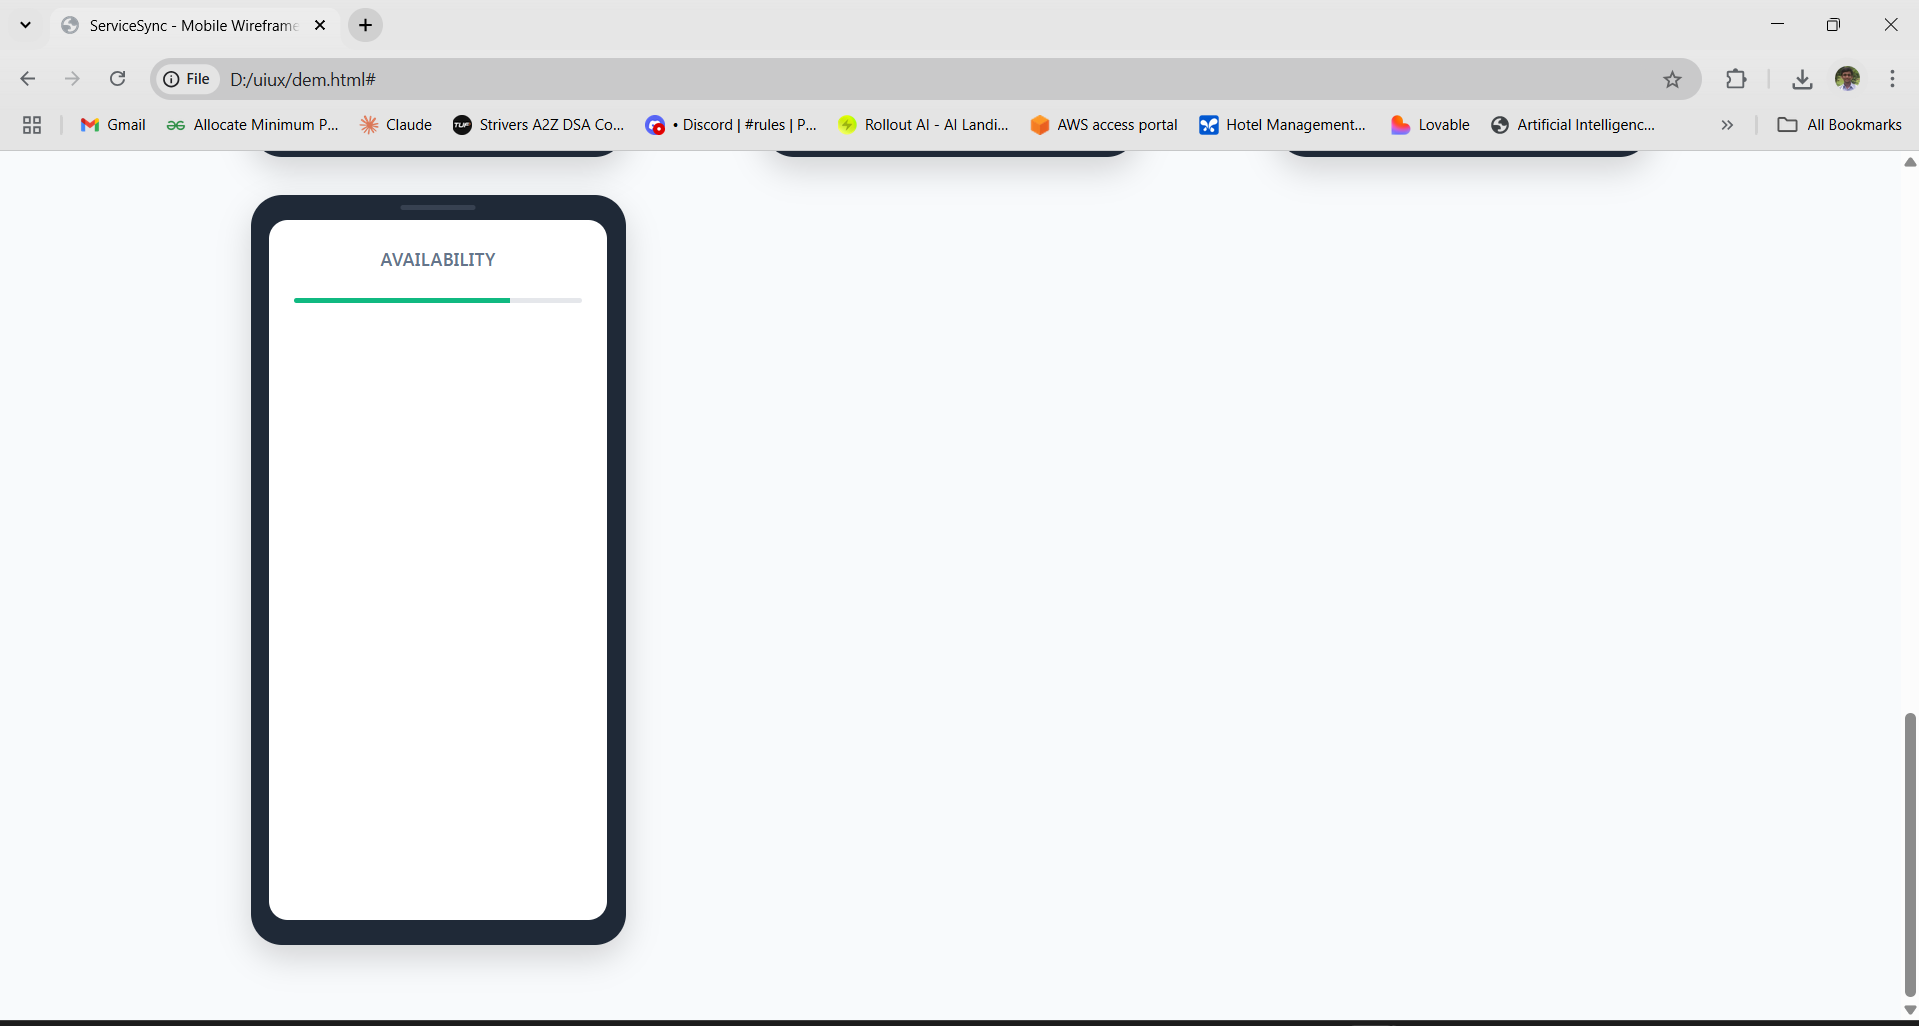 ServiceSync - Mobile Wireframe
File D:/uiux/dem.html#
Gmail Allocate Minimum P... Claude Strivers A2Z DSA Co... • Discord | #rules | P... Rollout AI - AI Landi... AWS access portal Hotel Management... Lovable Artificial Intelligenc... » All Bookmarks
AVAILABILITY